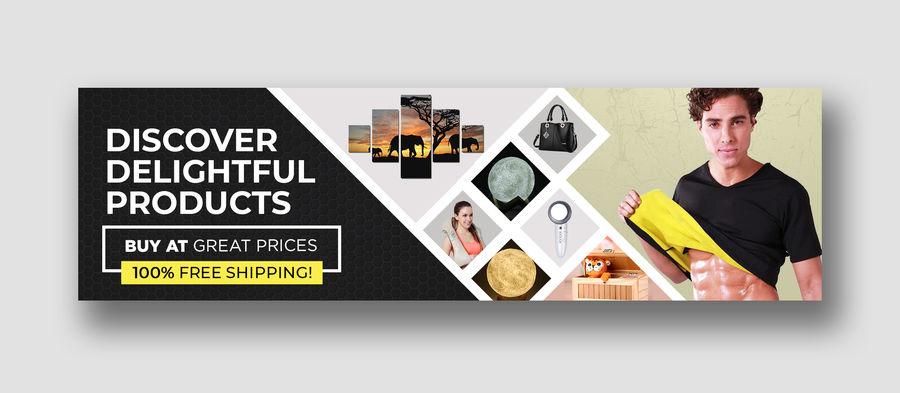 DISCOVER
DELIGHTFUL
PRODUCTS
BUY AT GREAT PRICES
100% FREE SHIPPING!